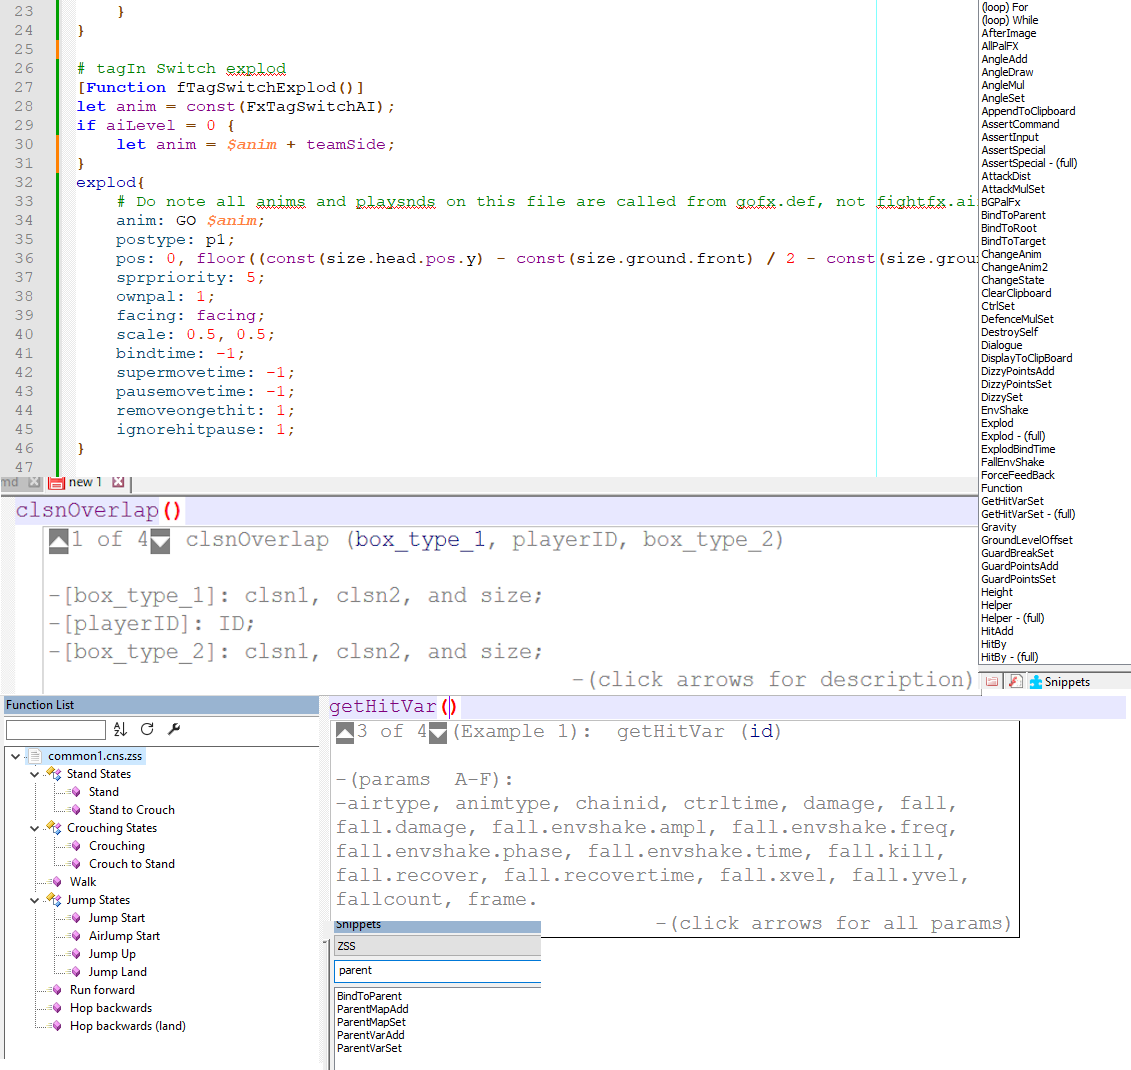 23 }
24 }
25
26 # tagIn Switch explod
27 [Function fTagSwitchExplod()]
28 let anim = const(FxTagSwitchAI);
29 if aiLevel = 0 {
30 let anim = $anim + teamSide;
31 }
32 explod{
33 # Do note all anims and playsnds on this file are called from gofx.def, not fightfx.ai
34 anim: GO $anim;
35 postype: p1;
36 pos: 0, floor((const(size.head.pos.y) - const(size.ground.front) / 2 - const(size.grou
37 sprpriority: 5;
38 ownpal: 1;
39 facing: facing;
40 scale: 0.5, 0.5;
41 bindtime: -1;
42 supermovetime: -1;
43 pausemovetime: -1;
44 removeongethit: 1;
45 ignorehitpause: 1;
46 }
47
(loop) For
(loop) While
AfterImage
AllPalFX
AngleAdd
AngleDraw
AngleMul
AngleSet
AppendToClipboard
AssertCommand
AssertInput
AssertSpecial
AssertSpecial - (full)
AttackDist
AttackMulSet
BGPalFx
BindToParent
BindToRoot
BindToTarget
ChangeAnim
ChangeAnim2
ChangeState
ClearClipboard
CtrlSet
DefenceMulSet
DestroySelf
Dialogue
DisplayToClipBoard
DizzyPointsAdd
DizzyPointsSet
DizzySet
EnvShake
Explod
Explod - (full)
ExplodBindTime
FallEnvShake
ForceFeedBack
Function
GetHitVarSet
GetHitVarSet - (full)
Gravity
GroundLevelOffset
GuardBreakSet
GuardPointsAdd
GuardPointsSet
Height
Helper
Helper - (full)
HitAdd
HitBy
HitBy - (full)
Snippets
md new 1
clsnOverlap()
1 of 4 clsnOverlap (box_type_1, playerID, box_type_2)
-[box_type_1]: clsn1, clsn2, and size;
-[playerID]: ID;
-[box_type_2]: clsn1, clsn2, and size;
-(click arrows for description)
Function List
common1.cns.zss
Stand States
Stand
Stand to Crouch
Crouching States
Crouching
Crouch to Stand
Walk
Jump States
Jump Start
AirJump Start
Jump Up
Jump Land
Run forward
Hop backwards
Hop backwards (land)
getHitVar()
3 of 4 (Example 1): getHitVar (id)
-(params A-F):
-airtype, animtype, chainid, ctrltime, damage, fall,
fall.damage, fall.envshake.ampl, fall.envshake.freq,
fall.envshake.phase, fall.envshake.time, fall.kill,
fall.recover, fall.recovertime, fall.xvel, fall.yvel,
fallcount, frame.
-(click arrows for all params)
Snippets
ZSS
parent
BindToParent
ParentMapAdd
ParentMapSet
ParentVarAdd
ParentVarSet